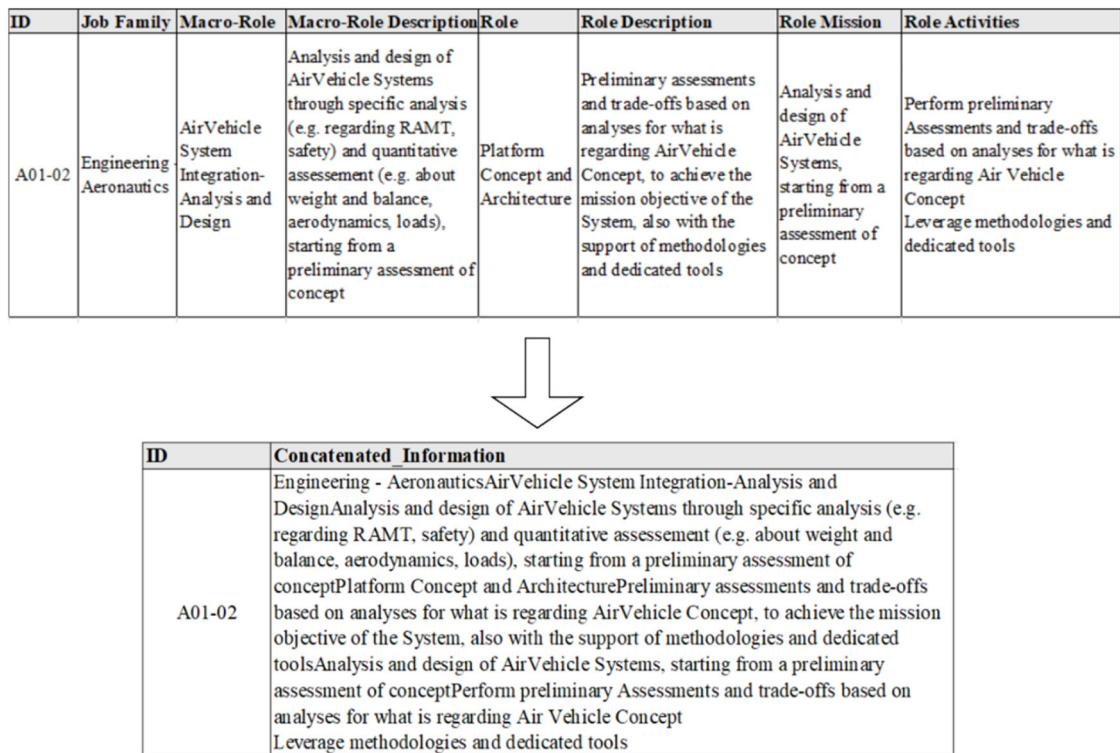 ID Job Family Macro-Role Macro-Role Description Role Role Description Role Mission Role Activities
A01-02
Engineering -
Aeronautics
AirVehicle
System
Integration-
Analysis and
Design
Analysis and design of
AirVehicle Systems
through specific analysis
(e.g. regarding RAMT,
safety) and quantitative
assessment (e.g. about
weight and balance,
aerodynamics, loads),
starting from a
preliminary assessment of
concept
Platform
Concept and
Architecture
Preliminary assessments
and trade-offs based on
analyses for what is
regarding AirVehicle
Concept, to achieve the
mission objective of the
System, also with the
support of methodologies
and dedicated tools
Analysis and
design of
AirVehicle
Systems,
starting from a
preliminary
assessment of
concept
Perform preliminary
Assessments and trade-offs
based on analyses for what is
regarding Air Vehicle
Concept
Leverage methodologies and
dedicated tools
ID Concatenated_Information
A01-02
Engineering - AeronauticsAirVehicle System Integration-Analysis and
DesignAnalysis and design of AirVehicle Systems through specific analysis (e.g.
regarding RAMT, safety) and quantitative assessment (e.g. about weight and
balance, aerodynamics, loads), starting from a preliminary assessment of
conceptPlatform Concept and ArchitecturePreliminary assessments and trade-offs
based on analyses for what is regarding AirVehicle Concept, to achieve the mission
objective of the System, also with the support of methodologies and dedicated
toolsAnalysis and design of AirVehicle Systems, starting from a preliminary
assessment of conceptPerform preliminary Assessments and trade-offs based on
analyses for what is regarding Air Vehicle Concept
Leverage methodologies and dedicated tools